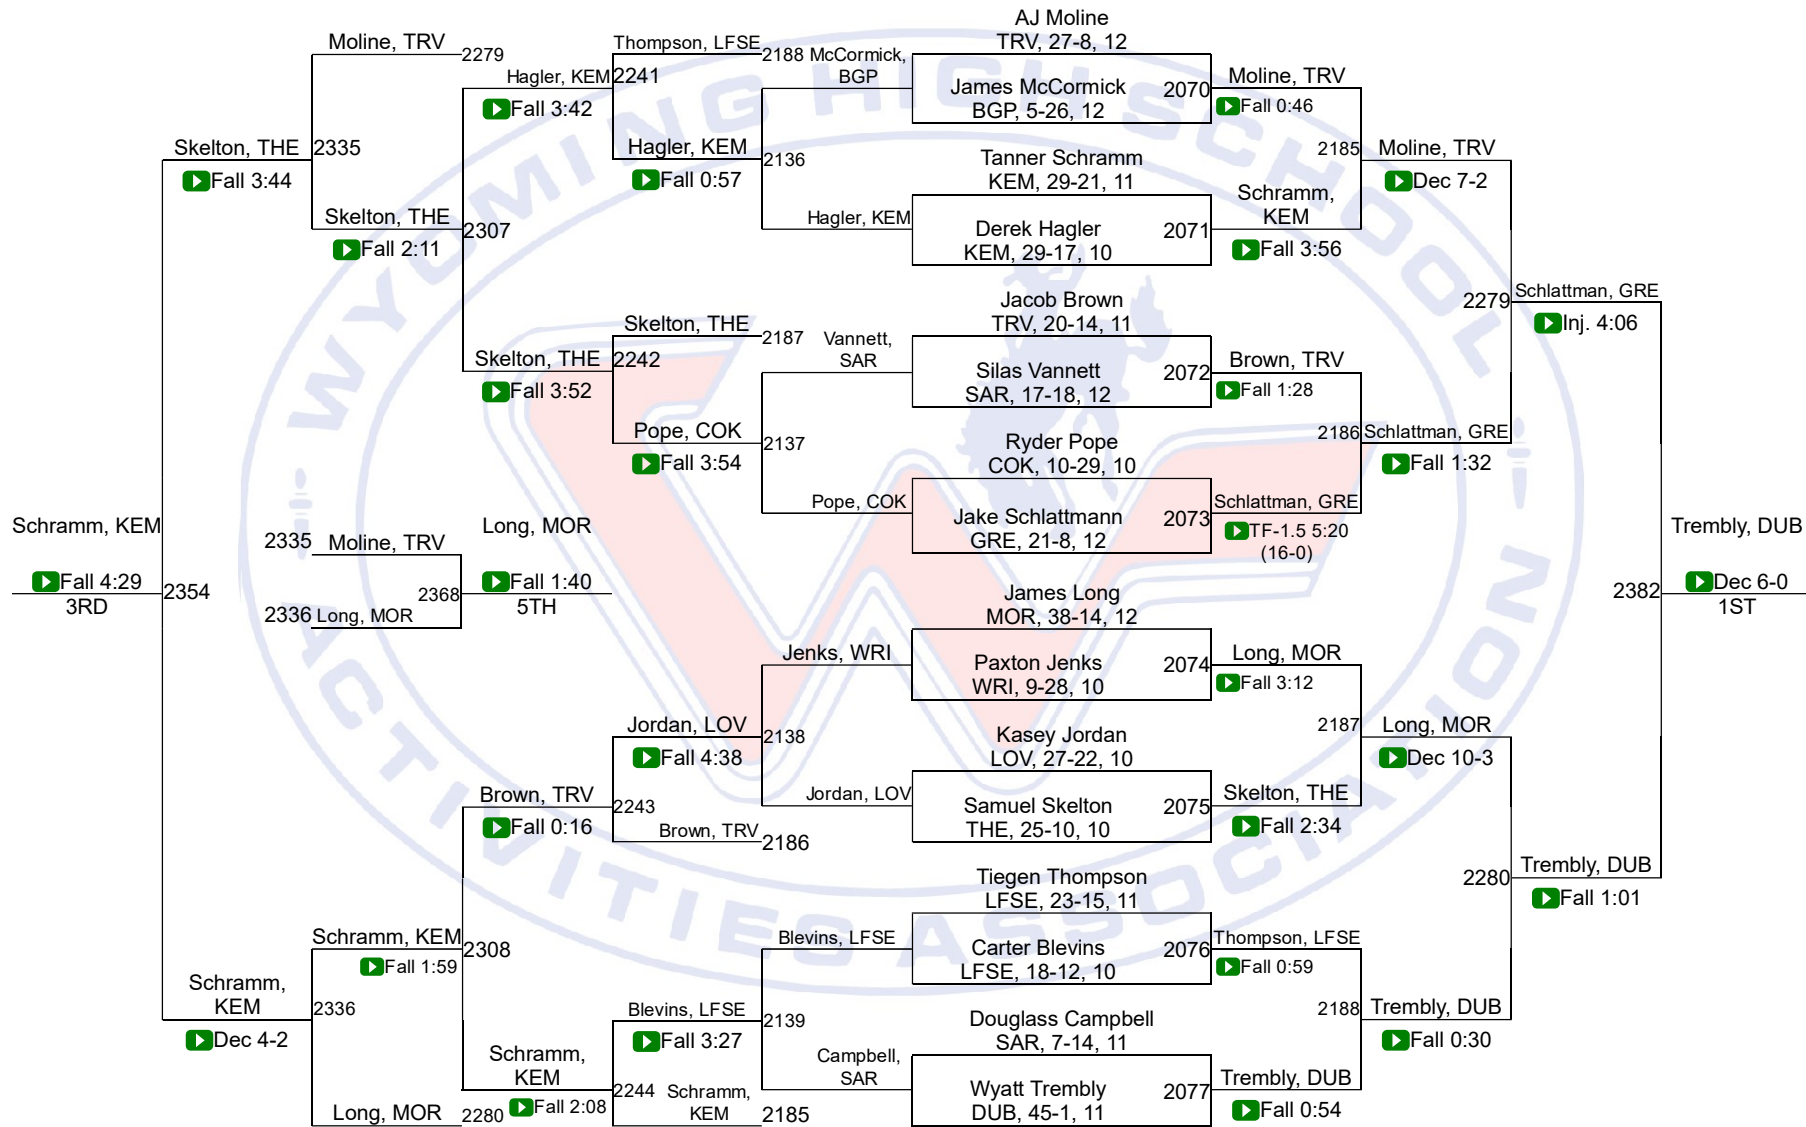 AJ Moline
TRV, 27-8, 12
Moline, TRV
2279
Thompson, LFSE
2188
McCormick,
BGP
Hagler, KEM
2241
Fall 3:42
James McCormick
BGP, 5-26, 12
2070
Moline, TRV
Fall 0:46
Skelton, THE
2335
Fall 3:44
Hagler, KEM
2136
Fall 0:57
Tanner Schramm
KEM, 29-21, 11
2185
Moline, TRV
Dec 7-2
Skelton, THE
2307
Fall 2:11
Hagler, KEM
Derek Hagler
KEM, 29-17, 10
2071
Schramm,
KEM
Fall 3:56
Jacob Brown
TRV, 20-14, 11
2279
Schlattman, GRE
Inj. 4:06
Skelton, THE
2187
Vannett,
SAR
Skelton, THE
2242
Fall 3:52
Silas Vannett
SAR, 17-18, 12
2072
Brown, TRV
Fall 1:28
Pope, COK
2137
Fall 3:54
Ryder Pope
COK, 10-29, 10
2186
Schlattman, GRE
Fall 1:32
Pope, COK
Jake Schlattmann
GRE, 21-8, 12
2073
Schlattman, GRE
TF-1.5 5:20
(16-0)
Schramm, KEM
Fall 4:29
3RD
2354
2335
Moline, TRV
2336
Long, MOR
2368
Long, MOR
Fall 1:40
5TH
Trembly, DUB
2382
Dec 6-0
1ST
James Long
MOR, 38-14, 12
Jenks, WRI
Paxton Jenks
WRI, 9-28, 10
2074
Long, MOR
Fall 3:12
Jordan, LOV
2138
Fall 4:38
Kasey Jordan
LOV, 27-22, 10
2187
Long, MOR
Dec 10-3
Brown, TRV
2243
Fall 0:16
Jordan, LOV
Samuel Skelton
THE, 25-10, 10
2075
Skelton, THE
Fall 2:34
Brown, TRV
2186
Tiegen Thompson
LFSE, 23-15, 11
2280
Trembly, DUB
Fall 1:01
Schramm, KEM
2308
Fall 1:59
Blevins, LFSE
Carter Blevins
LFSE, 18-12, 10
2076
Thompson, LFSE
Fall 0:59
Schramm,
KEM
2336
Dec 4-2
Blevins, LFSE
2139
Fall 3:27
Douglass Campbell
SAR, 7-14, 11
2188
Trembly, DUB
Fall 0:30
Schramm,
KEM
2244
Fall 2:08
Campbell,
SAR
Wyatt Trembly
DUB, 45-1, 11
2077
Trembly, DUB
Fall 0:54
Long, MOR
2280
Schramm,
KEM
2185
WYOMING HIGH SCHOOL
ACTIVITIES ASSOCIATION